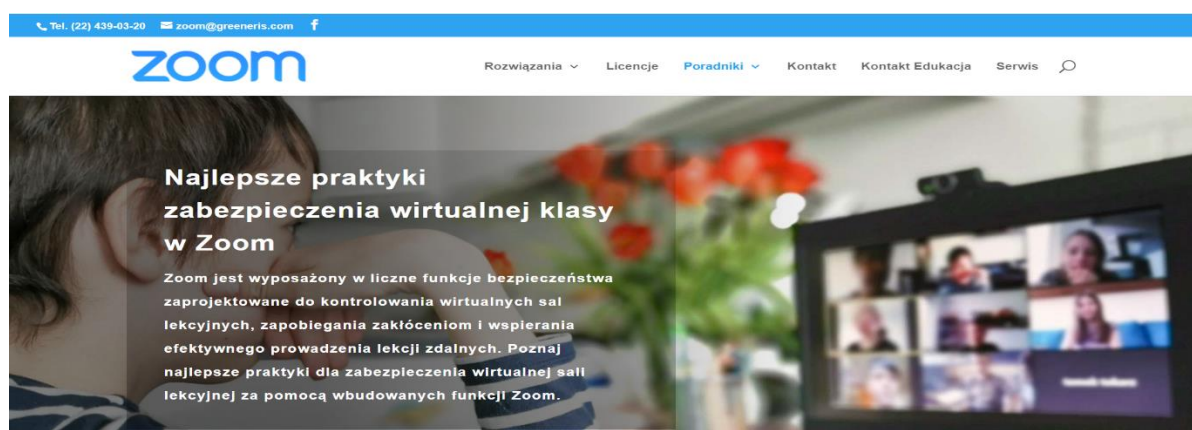 Tel. (22) 439-03-20 zoom@greeneris.com f
zoom
Rozwiązania Licencje Poradniki Kontakt Kontakt Edukacja Serwis
Najlepsze praktyki
zabezpieczenia wirtualnej klasy
w Zoom
Zoom jest wyposażony w liczne funkcje bezpieczeństwa
zaprojektowane do kontrolowania wirtualnych sal
lekcyjnych, zapobiegania zakłóceniom i wspierania
efektywnego prowadzenia lekcji zdalnych. Poznaj
najlepsze praktyki dla zabezpieczenia wirtualnej sali
lekcyjnej za pomocą wbudowanych funkcji Zoom.